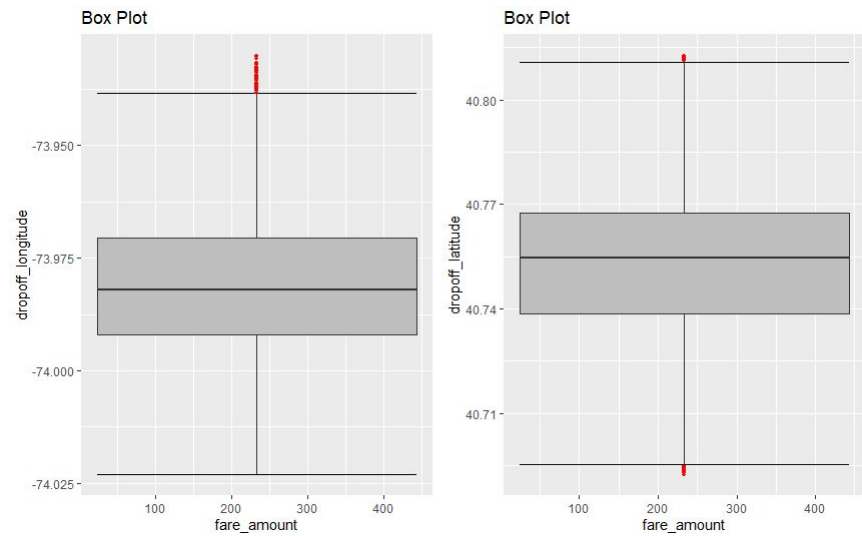 Box Plot
dropoff_longitude
-73.950
-73.975
-74.000
-74.025
100 200 300 400
fare_amount
Box Plot
dropoff_latitude
40.80
40.77
40.74
40.71
100 200 300 400
fare_amount